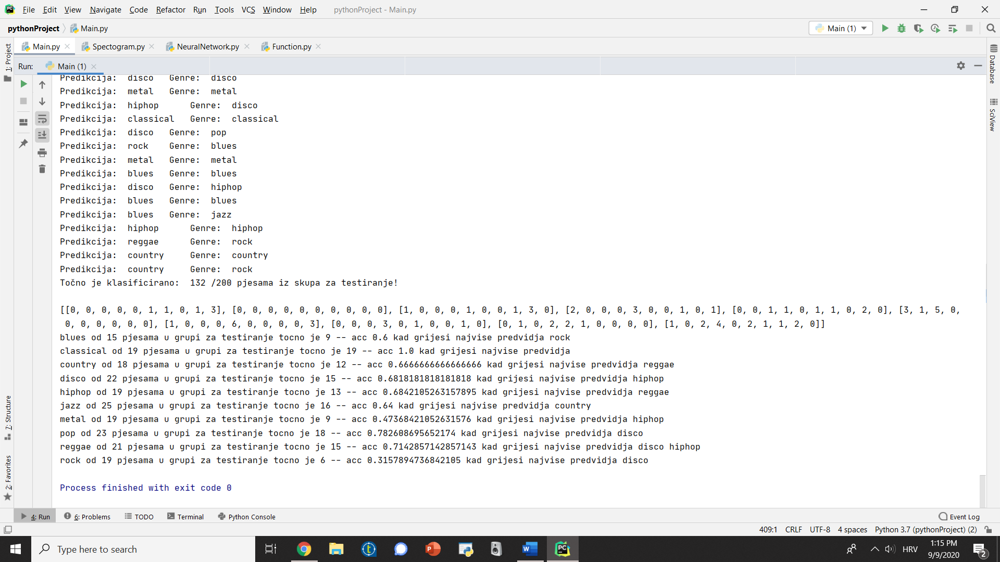 File Edit View Navigate Code Refactor Run Tools VCS Window Help pythonProject - Main.py
pythonProject Main.py Main (1)
Main.py Spectogram.py NeuralNetwork.py Function.py
Run: Main (1)
1: Project
Database
SciView
Predikcija: disco Genre: disco
Predikcija: metal Genre: metal
Predikcija: hiphop Genre: disco
Predikcija: classical Genre: classical
Predikcija: disco Genre: pop
Predikcija: rock Genre: blues
Predikcija: metal Genre: metal
Predikcija: blues Genre: blues
Predikcija: disco Genre: hiphop
Predikcija: blues Genre: blues
Predikcija: blues Genre: jazz
Predikcija: hiphop Genre: hiphop
Predikcija: reggae Genre: rock
Predikcija: country Genre: country
Predikcija: country Genre: rock
Točno je klasificirano: 132 /200 pjesama iz skupa za testiranje!
[[0, 0, 0, 0, 0, 1, 1, 0, 1, 3], [0, 0, 0, 0, 0, 0, 0, 0, 0, 0], [1, 0, 0, 0, 1, 0, 0, 1, 3, 0], [2, 0, 0, 0, 3, 0, 0, 1, 0, 1], [0, 0, 1, 1, 0, 1, 1, 0, 2, 0], [3, 1, 5, 0,
0, 0, 0, 0, 0, 0], [1, 0, 0, 0, 6, 0, 0, 0, 0, 3], [0, 0, 0, 3, 0, 1, 0, 0, 1, 0], [0, 1, 0, 2, 2, 1, 0, 0, 0, 0], [1, 0, 2, 4, 0, 2, 1, 1, 2, 0]]
blues od 15 pjesama u grupi za testiranje tocno je 9 -- acc 0.6 kad grijesi najvise predvidja rock
classical od 19 pjesama u grupi za testiranje tocno je 19 -- acc 1.0 kad grijesi najvise predvidja
country od 18 pjesama u grupi za testiranje tocno je 12 -- acc 0.6666666666666666 kad grijesi najvise predvidja reggae
disco od 22 pjesama u grupi za testiranje tocno je 15 -- acc 0.6818181818181818 kad grijesi najvise predvidja hiphop
hiphop od 19 pjesama u grupi za testiranje tocno je 13 -- acc 0.6842105263157895 kad grijesi najvise predvidja reggae
jazz od 25 pjesama u grupi za testiranje tocno je 16 -- acc 0.64 kad grijesi najvise predvidja country
metal od 19 pjesama u grupi za testiranje tocno je 9 -- acc 0.47368421052631576 kad grijesi najvise predvidja hiphop
pop od 23 pjesama u grupi za testiranje tocno je 18 -- acc 0.782608695652174 kad grijesi najvise predvidja disco
reggae od 21 pjesama u grupi za testiranje tocno je 15 -- acc 0.7142857142857143 kad grijesi najvise predvidja disco hiphop
rock od 19 pjesama u grupi za testiranje tocno je 6 -- acc 0.3157894736842105 kad grijesi najvise predvidja disco
Process finished with exit code 0
7: Structure
2: Favorites
4: Run 6: Problems TODO Terminal Python Console Event Log
409:1 CRLF UTF-8 4 spaces Python 3.7 (pythonProject) (2)
Type here to search
HRV
1:15 PM
9/9/2020
2